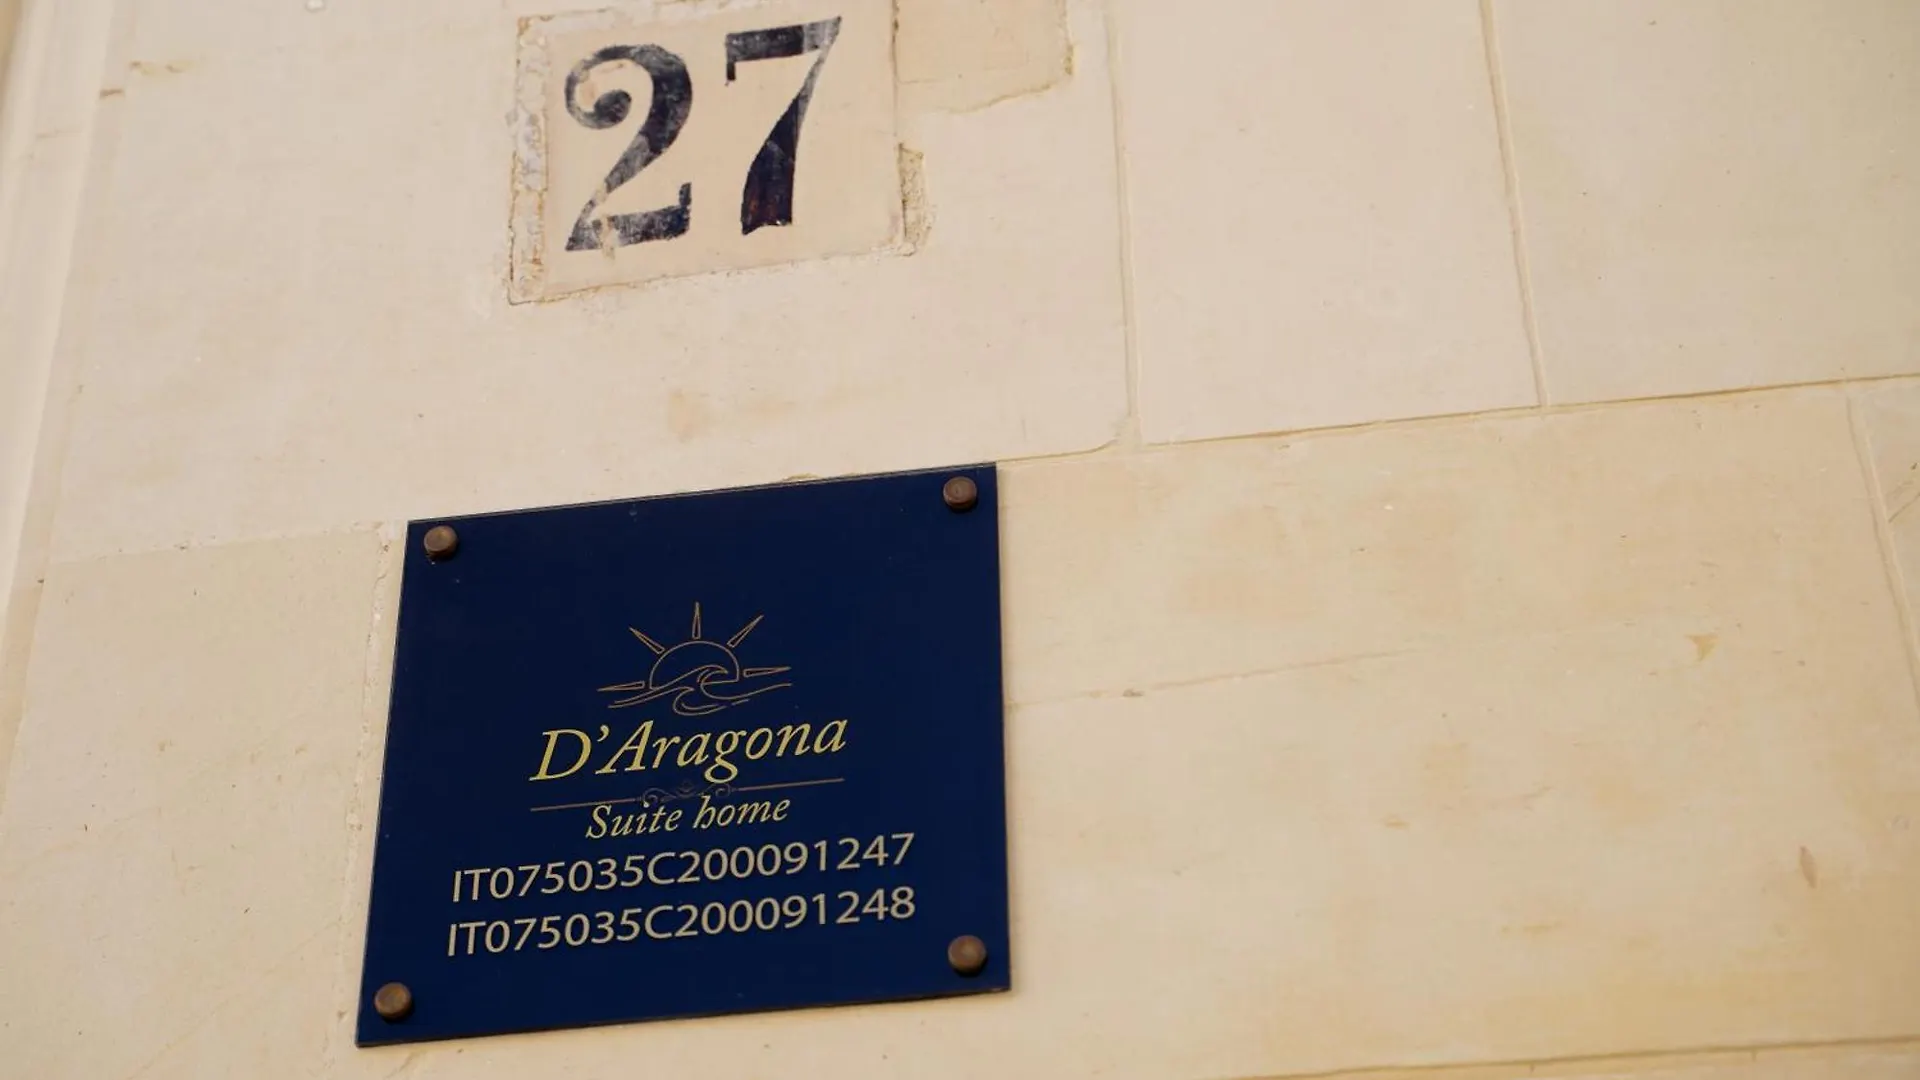 27
D'Aragona
Suite home
IT075035C200091247
IT075035C200091248